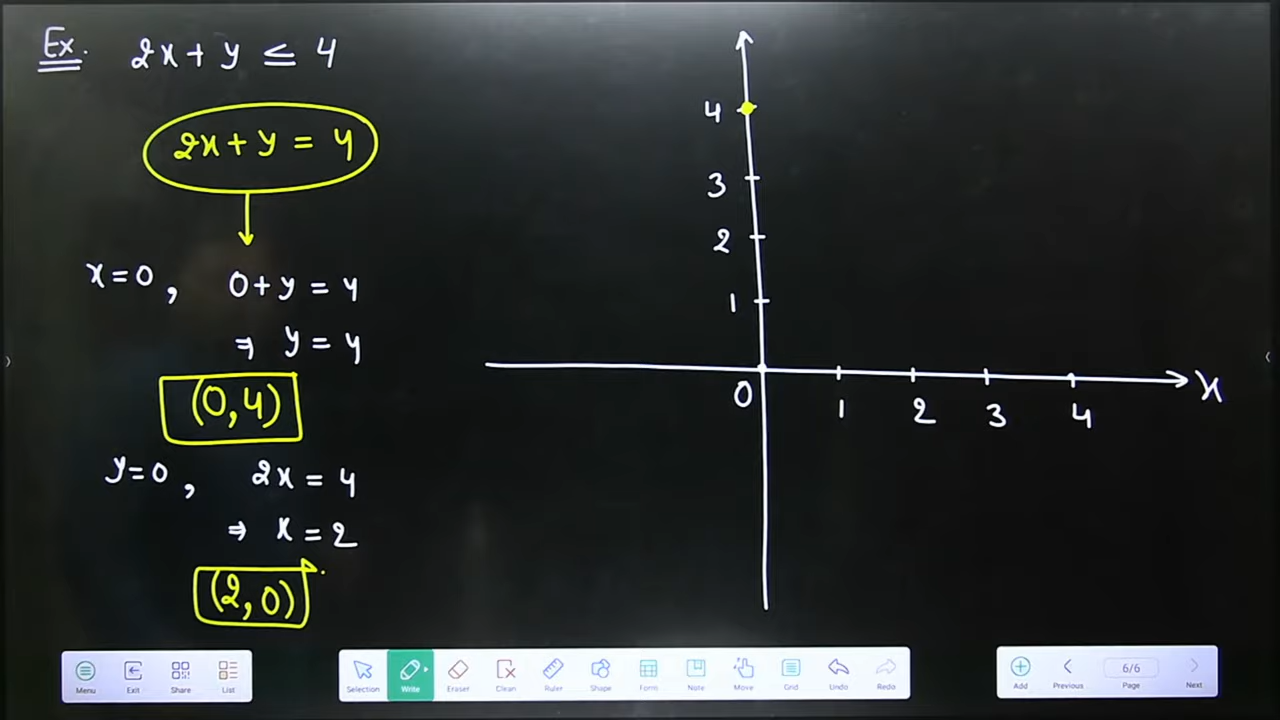 Ex. 2x + y ≤ 4
2x + y = 4
x = 0 , 0 + y = 4
⇒ y = 4
(0, 4)
y = 0 , 2x = 4
⇒ x = 2
(2, 0)
4
3
2
1
0 1 2 3 4 x
Menu Exit Share List Selection Write Eraser Clean Ruler Shape Form Note Move Grid Undo Redo Add Previous 6/6 Page Next